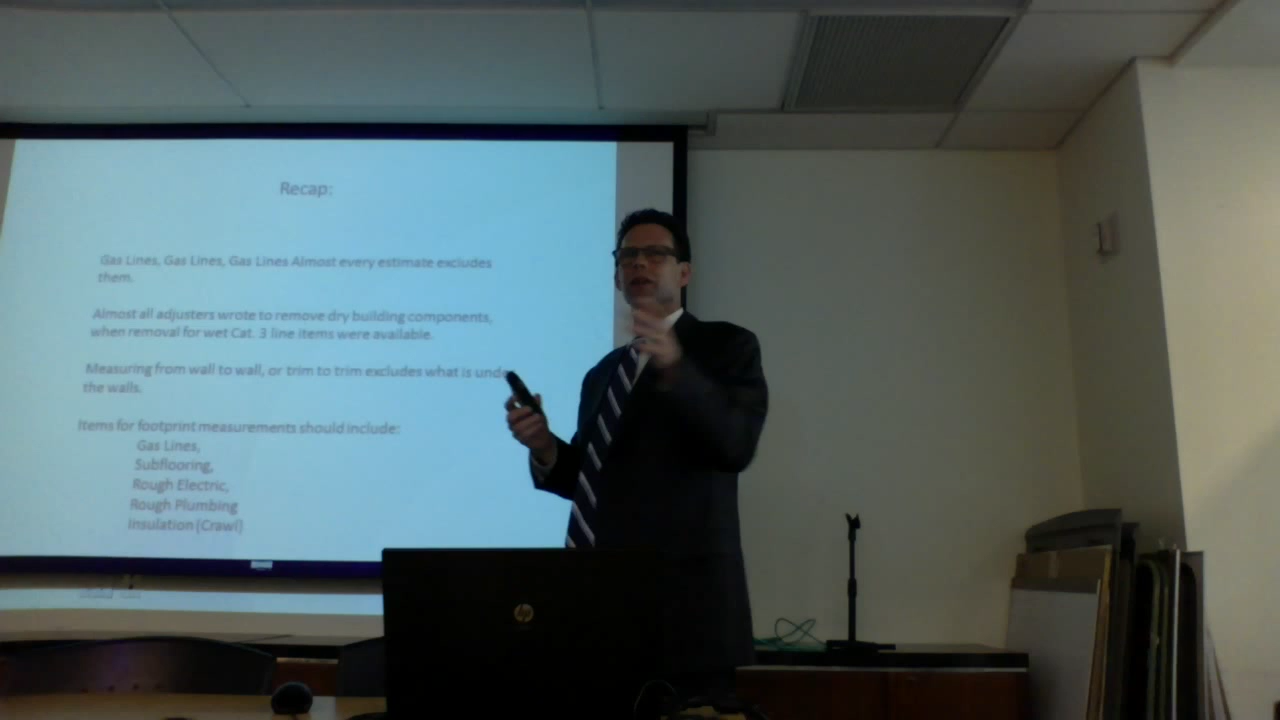 Recap:
Gas Lines, Gas Lines, Gas Lines Almost every estimate excludes
them.
Almost all adjusters wrote to remove dry building components,
when removal for wet Cat. 3 line items were available.
Measuring from wall to wall, or trim to trim excludes what is unde
the walls.
Items for footprint measurements should include:
Gas Lines,
Subflooring,
Rough Electric,
Rough Plumbing
Insulation (Crawl)
hp